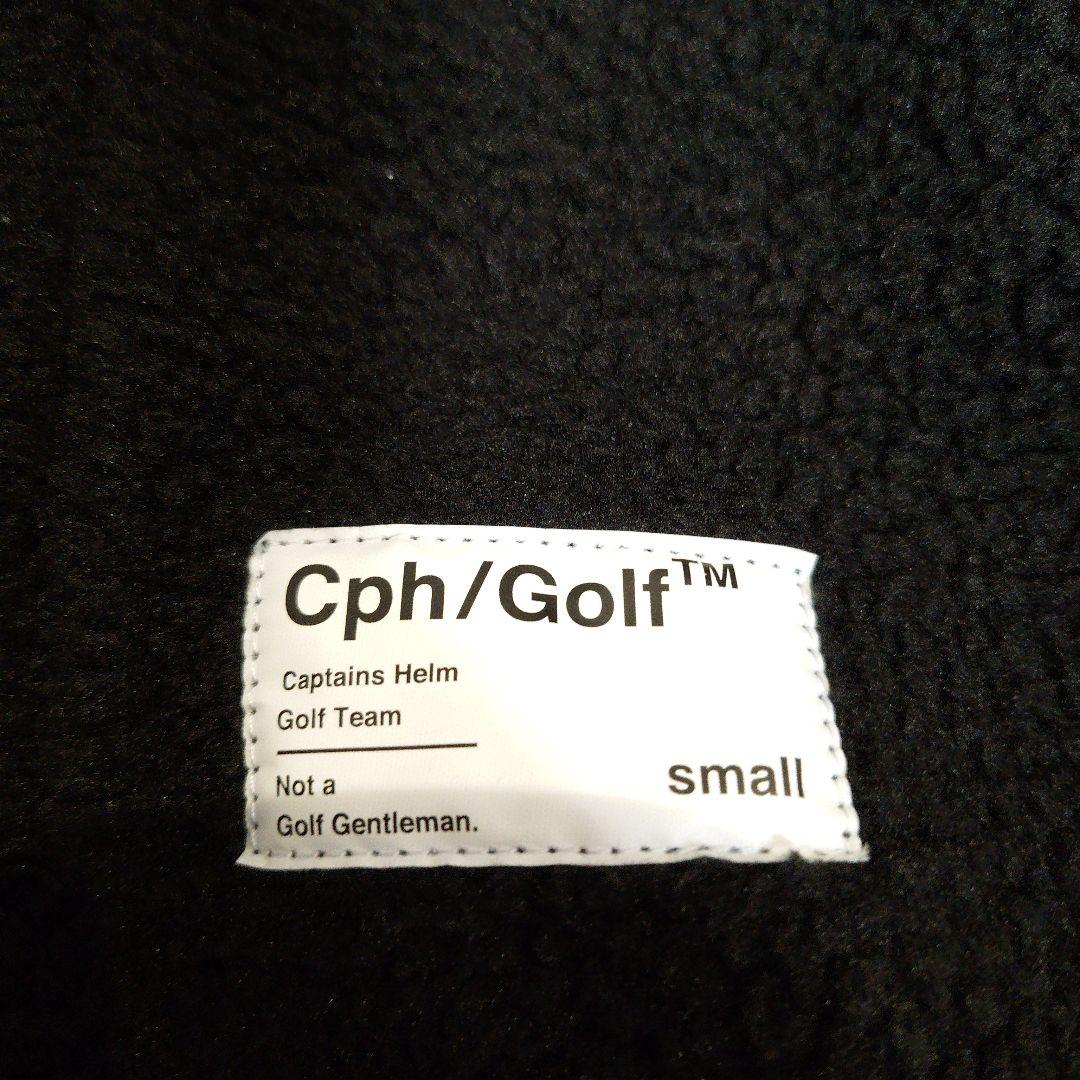 Cph/Golf™
Captains Helm
Golf Team
Not a
Golf Gentleman.
small